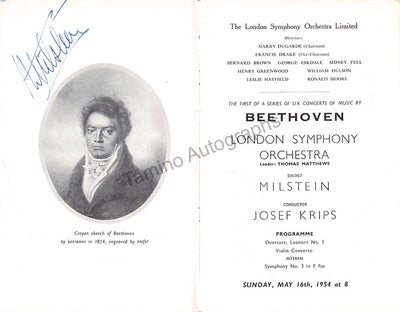 Crayon sketch of Beethoven
by Letronne in 1814, engraved by Höfel
The London Symphony Orchestra Limited
Directors:
HARRY DUGARDE (Chairman)
FRANCIS DRAKE (Vice-Chairman)
BERNARD BROWN GEORGE ESKDALE SIDNEY FELL
HENRY GREENWOOD WILLIAM HULSON
LESLIE HATFIELD RONALD MOORE
THE FIRST OF A SERIES OF SIX CONCERTS OF MUSIC BY
BEETHOVEN
LONDON SYMPHONY
ORCHESTRA
Leader: THOMAS MATTHEWS
SOLOIST
MILSTEIN
CONDUCTOR
JOSEF KRIPS
PROGRAMME
Overture, Leonora No. 3
Violin Concerto
INTERVAL
Symphony No. 3 in E flat
SUNDAY, MAY 16th, 1954 at 8
Tamino Autographs